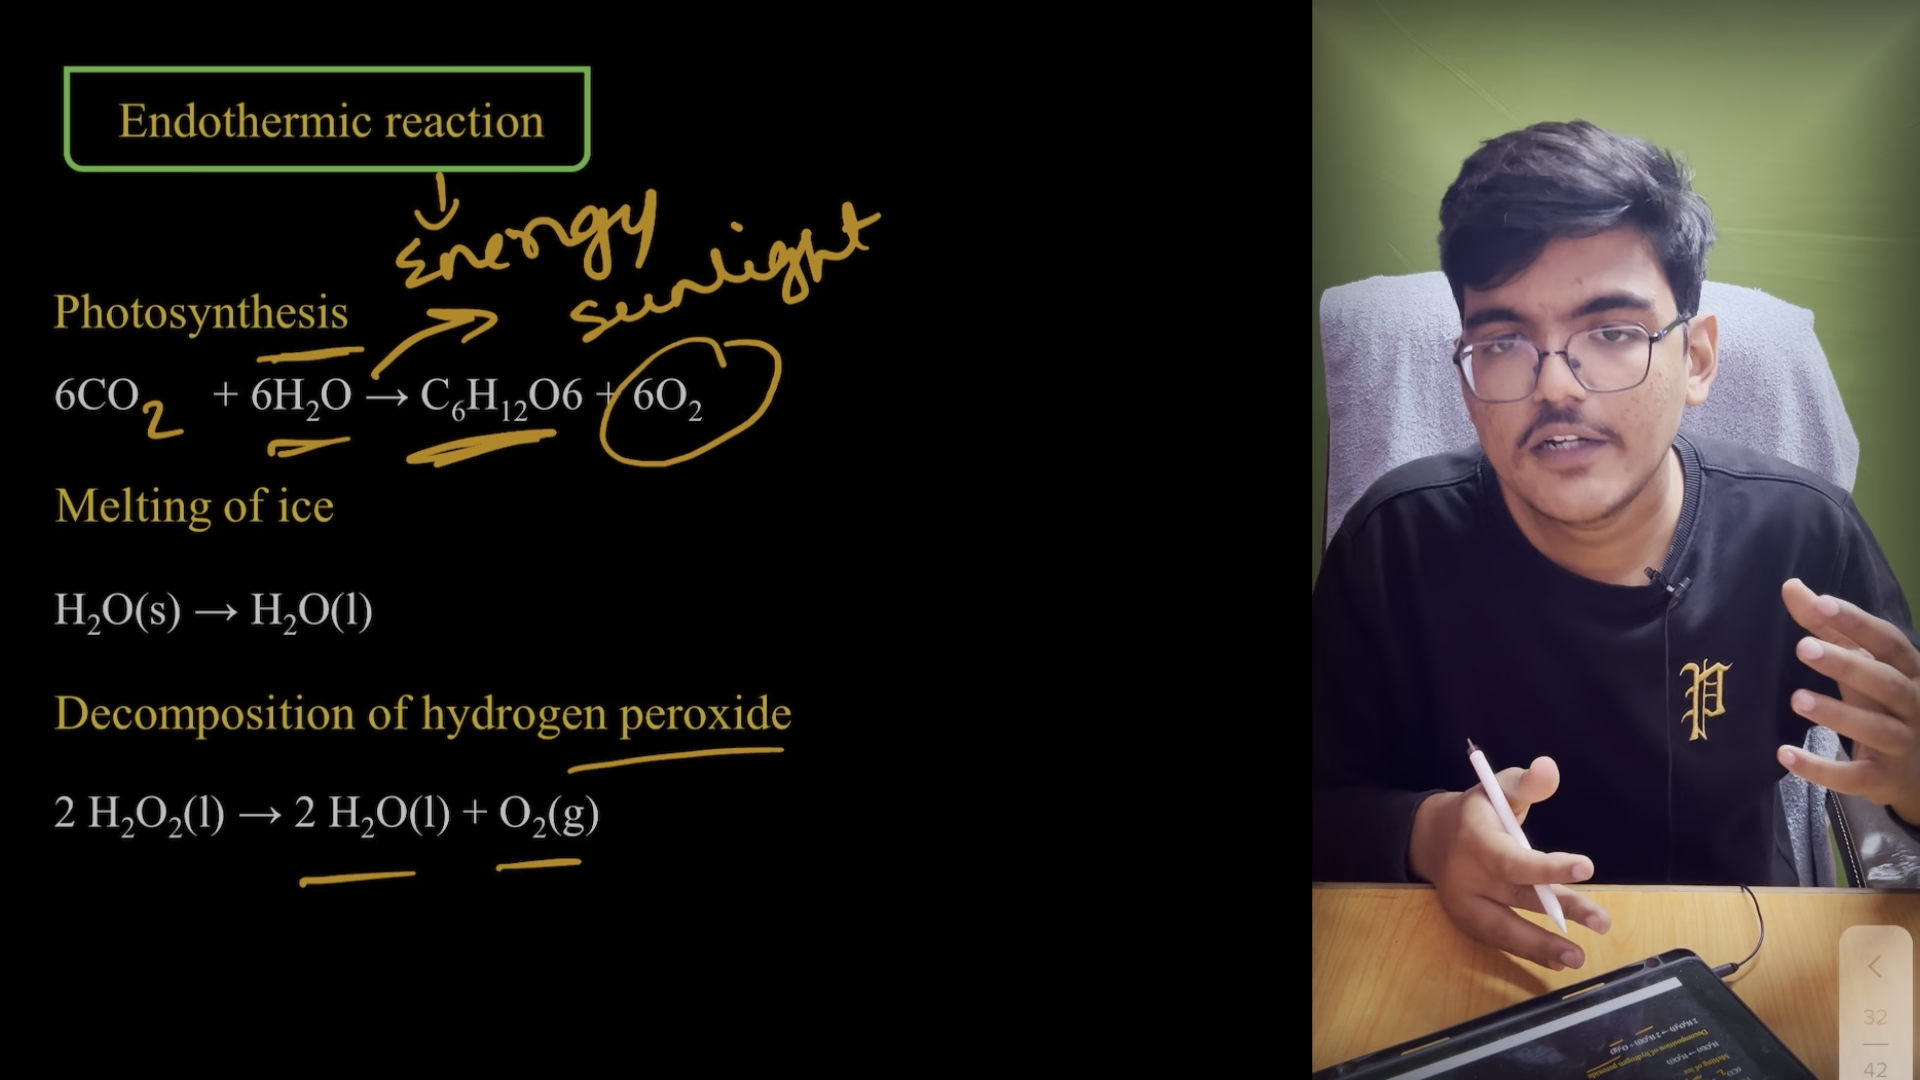 Endothermic reaction
Energy
sunlight
Photosynthesis
6CO₂ + 6H₂O → C₆H₁₂O6 + 6O₂
Melting of ice
H₂O(s) → H₂O(l)
Decomposition of hydrogen peroxide
2 H₂O₂(l) → 2 H₂O(l) + O₂(g)
P
32
42